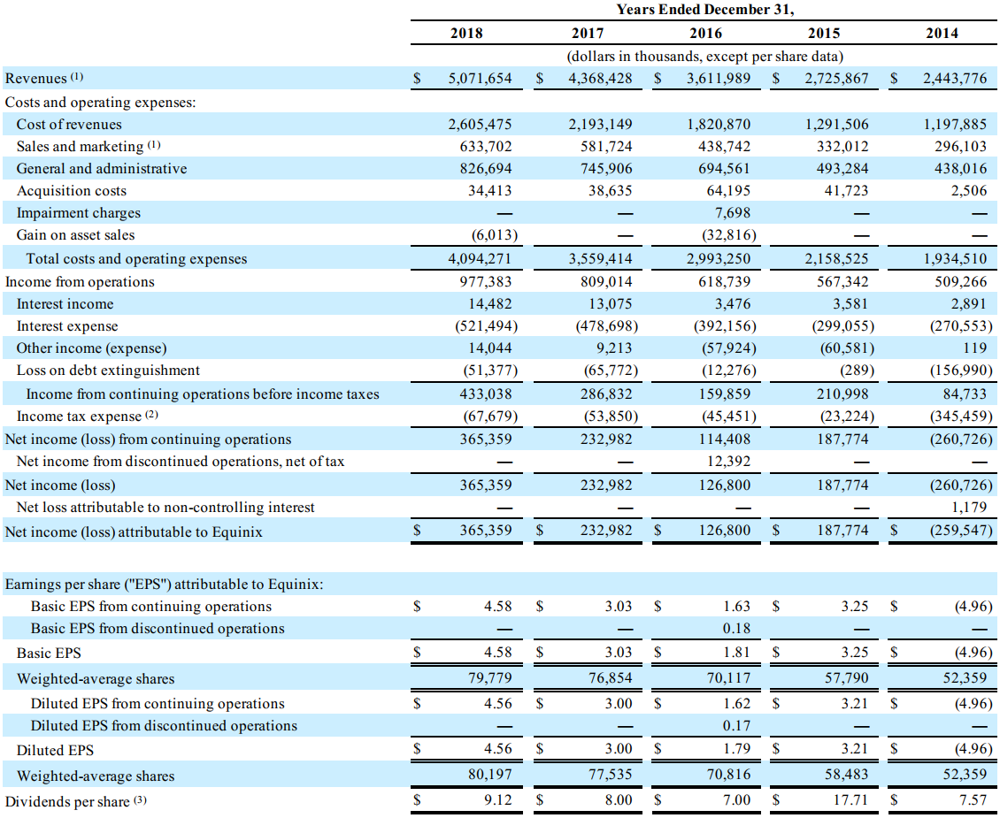 Years Ended December 31,
2018 2017 2016 2015 2014
(dollars in thousands, except per share data)
Revenues (1) $ 5,071,654 $ 4,368,428 $ 3,611,989 $ 2,725,867 $ 2,443,776
Costs and operating expenses:
Cost of revenues 2,605,475 2,193,149 1,820,870 1,291,506 1,197,885
Sales and marketing (1) 633,702 581,724 438,742 332,012 296,103
General and administrative 826,694 745,906 694,561 493,284 438,016
Acquisition costs 34,413 38,635 64,195 41,723 2,506
Impairment charges — — 7,698 — —
Gain on asset sales (6,013) — (32,816) — —
Total costs and operating expenses 4,094,271 3,559,414 2,993,250 2,158,525 1,934,510
Income from operations 977,383 809,014 618,739 567,342 509,266
Interest income 14,482 13,075 3,476 3,581 2,891
Interest expense (521,494) (478,698) (392,156) (299,055) (270,553)
Other income (expense) 14,044 9,213 (57,924) (60,581) 119
Loss on debt extinguishment (51,377) (65,772) (12,276) (289) (156,990)
Income from continuing operations before income taxes 433,038 286,832 159,859 210,998 84,733
Income tax expense (2) (67,679) (53,850) (45,451) (23,224) (345,459)
Net income (loss) from continuing operations 365,359 232,982 114,408 187,774 (260,726)
Net income from discontinued operations, net of tax — — 12,392 — —
Net income (loss) 365,359 232,982 126,800 187,774 (260,726)
Net loss attributable to non-controlling interest — — — — 1,179
Net income (loss) attributable to Equinix $ 365,359 $ 232,982 $ 126,800 $ 187,774 $ (259,547)
Earnings per share ("EPS") attributable to Equinix:
Basic EPS from continuing operations $ 4.58 $ 3.03 $ 1.63 $ 3.25 $ (4.96)
Basic EPS from discontinued operations — — 0.18 — —
Basic EPS $ 4.58 $ 3.03 $ 1.81 $ 3.25 $ (4.96)
Weighted-average shares 79,779 76,854 70,117 57,790 52,359
Diluted EPS from continuing operations $ 4.56 $ 3.00 $ 1.62 $ 3.21 $ (4.96)
Diluted EPS from discontinued operations — — 0.17 — —
Diluted EPS $ 4.56 $ 3.00 $ 1.79 $ 3.21 $ (4.96)
Weighted-average shares 80,197 77,535 70,816 58,483 52,359
Dividends per share (3) $ 9.12 $ 8.00 $ 7.00 $ 17.71 $ 7.57